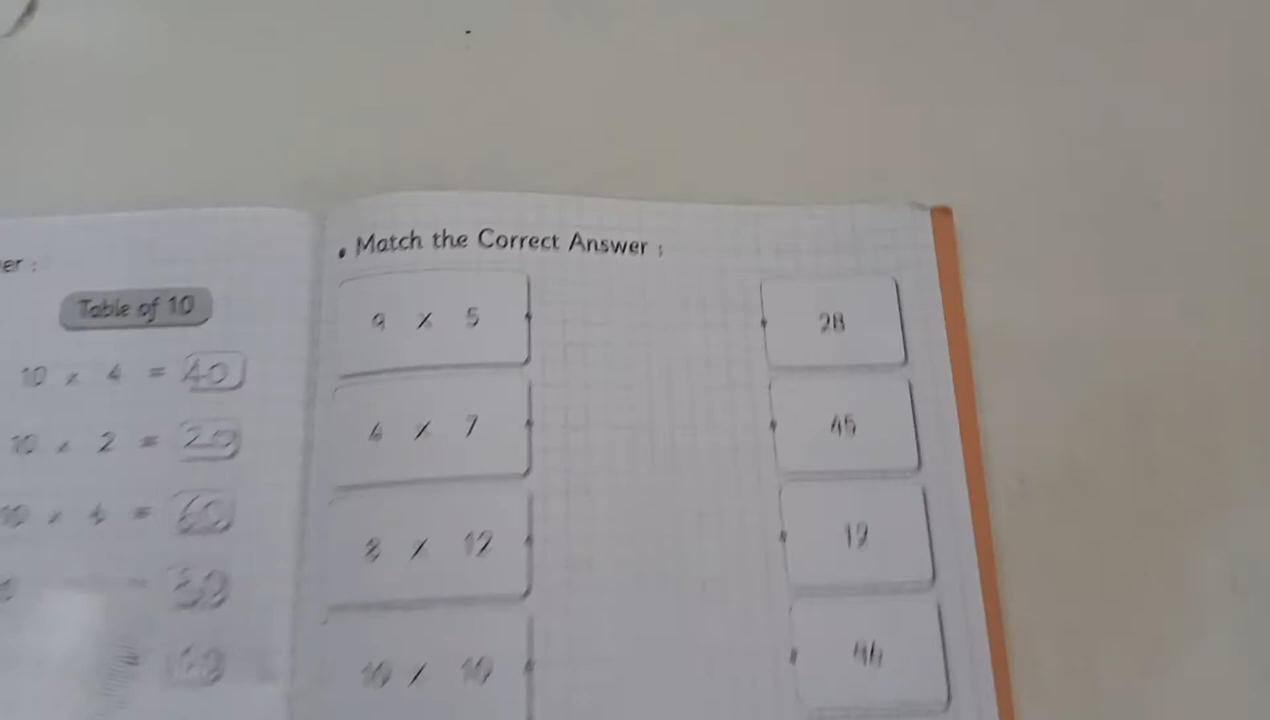 er :
Table of 10
10 x 4 = 40
10 x 2 = 20
10 x = 60
Match the Correct Answer ;
9 x 5
4 x 7
8 x 12
10 x 10
28
45